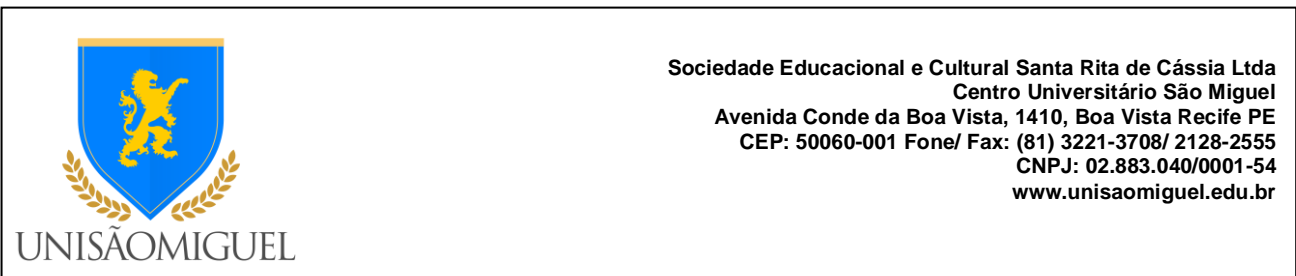 Sociedade Educacional e Cultural Santa Rita de Cássia Ltda
Centro Universitário São Miguel
Avenida Conde da Boa Vista, 1410, Boa Vista Recife PE
CEP: 50060-001 Fone/ Fax: (81) 3221-3708/ 2128-2555
CNPJ: 02.883.040/0001-54
www.unisaomiguel.edu.br
UNISÃOMIGUEL